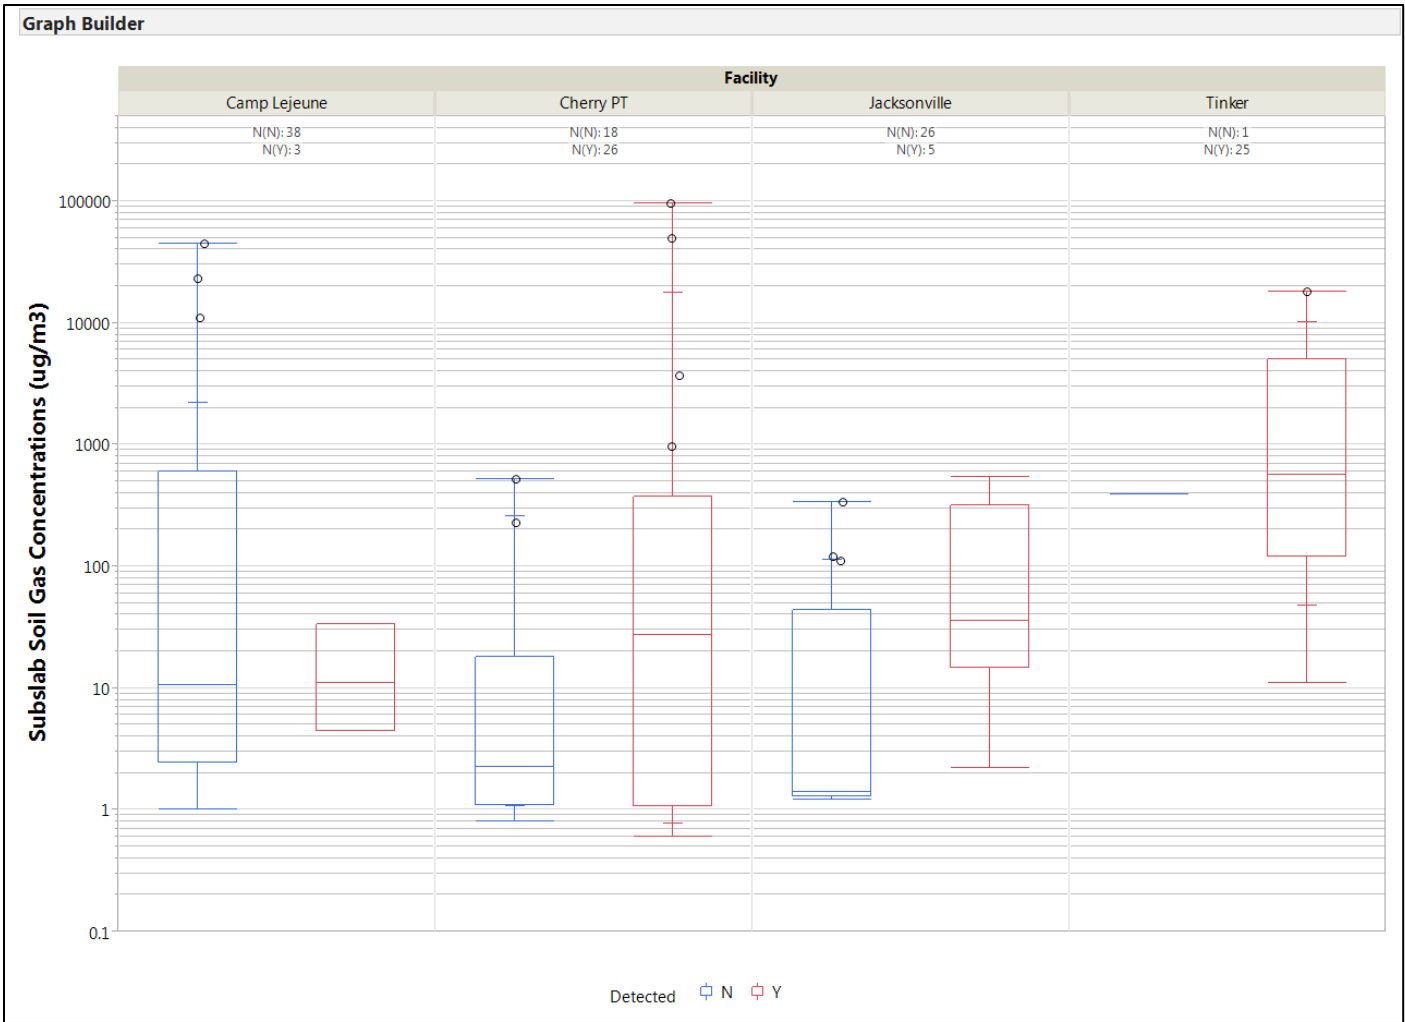 Graph Builder
Facility
Camp Lejeune Cherry PT Jacksonville Tinker
N(N): 38 N(N): 18 N(N): 26 N(N): 1
N(Y): 3 N(Y): 26 N(Y): 5 N(Y): 25
Subslab Soil Gas Concentrations (ug/m3)
100000
10000
1000
100
10
1
0.1
Detected N Y